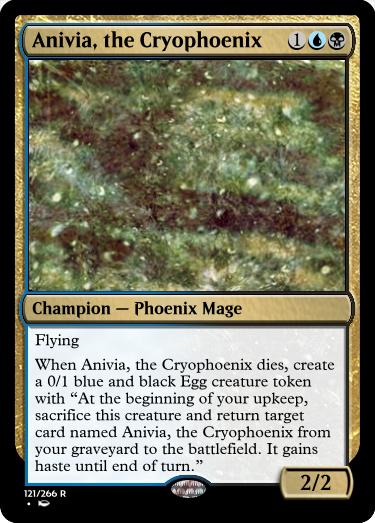 Anivia, the Cryophoenix 1
Champion — Phoenix Mage
Flying
When Anivia, the Cryophoenix dies, create
a 0/1 blue and black Egg creature token
with “At the beginning of your upkeep,
sacrifice this creature and return target
card named Anivia, the Cryophoenix from
your graveyard to the battlefield. It gains
haste until end of turn.”
2/2
121/266 R